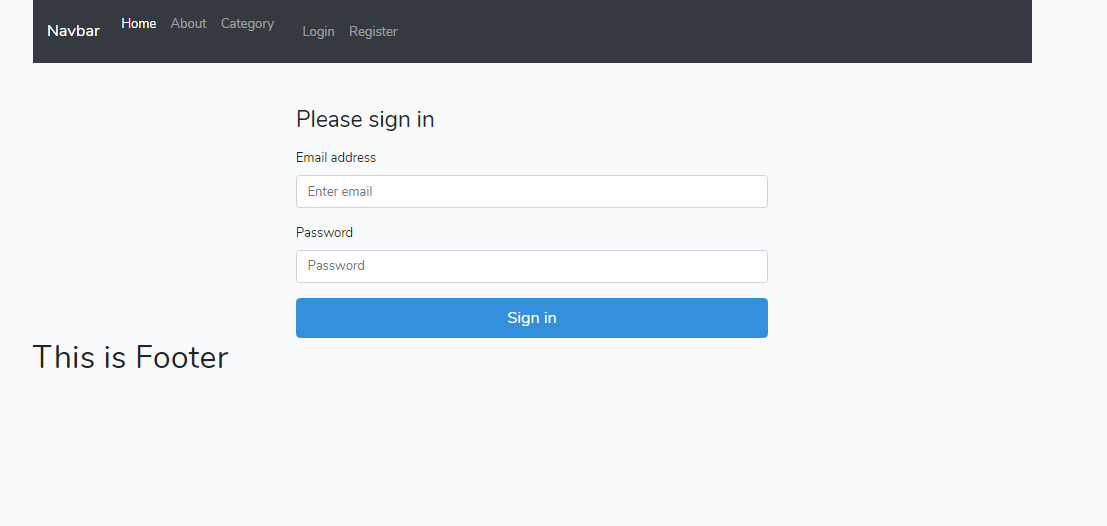 Navbar Home About Category Login Register
Please sign in
Email address
Enter email
Password
Password
Sign in
This is Footer